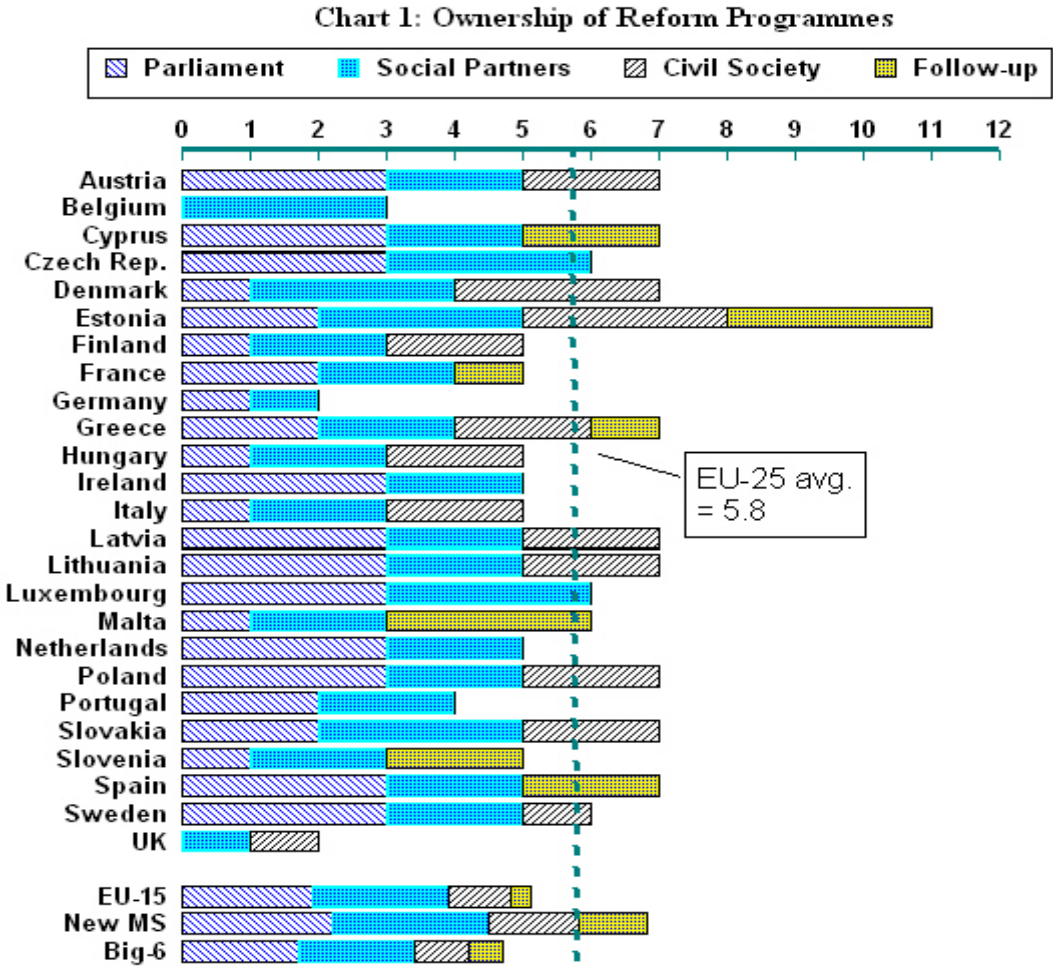 Chart 1: Ownership of Reform Programmes
Parliament Social Partners Civil Society Follow-up
0 1 2 3 4 5 6 7 8 9 10 11 12
Austria
Belgium
Cyprus
Czech Rep.
Denmark
Estonia
Finland
France
Germany
Greece
Hungary
EU-25 avg.
= 5.8
Ireland
Italy
Latvia
Lithuania
Luxembourg
Malta
Netherlands
Poland
Portugal
Slovakia
Slovenia
Spain
Sweden
UK
EU-15
New MS
Big-6